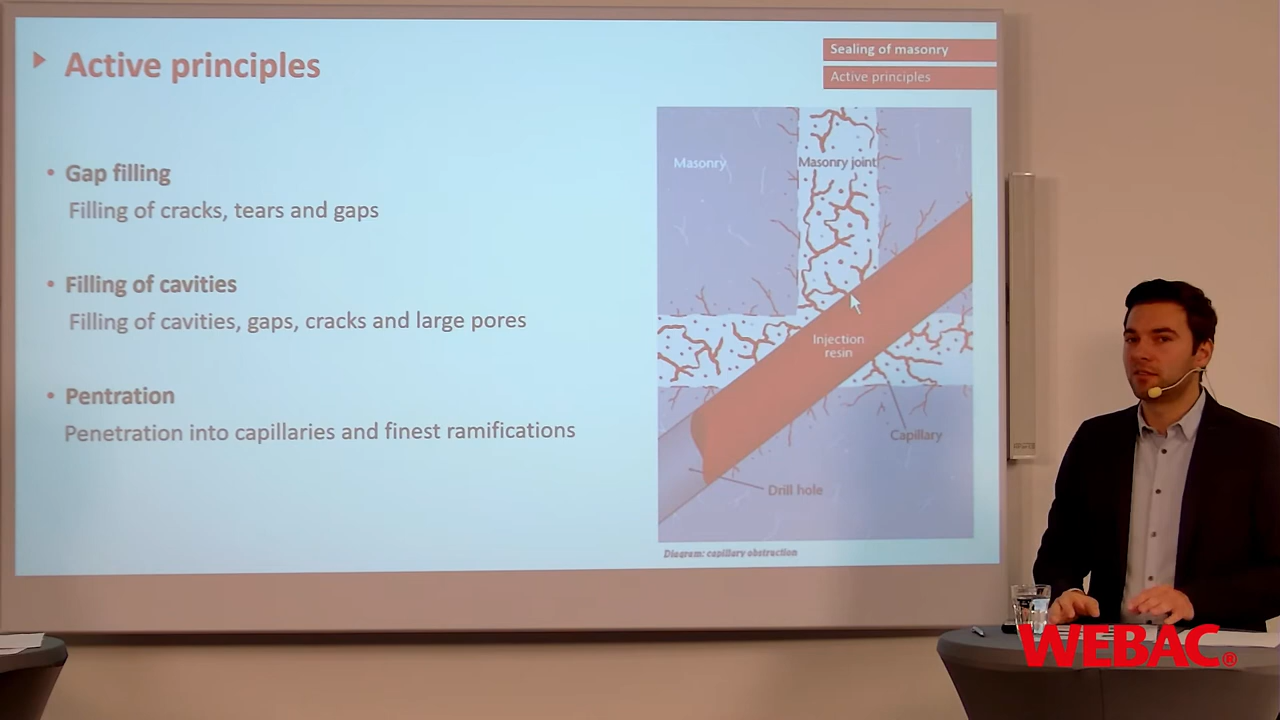 Active principles
Sealing of masonry
Active principles
• Gap filling
Filling of cracks, tears and gaps
• Filling of cavities
Filling of cavities, gaps, cracks and large pores
• Pentration
Penetration into capillaries and finest ramifications
Masonry
Masonry joint
Injection
resin
Capillary
Drill hole
Diagram: capillary obstruction
WEBAC®